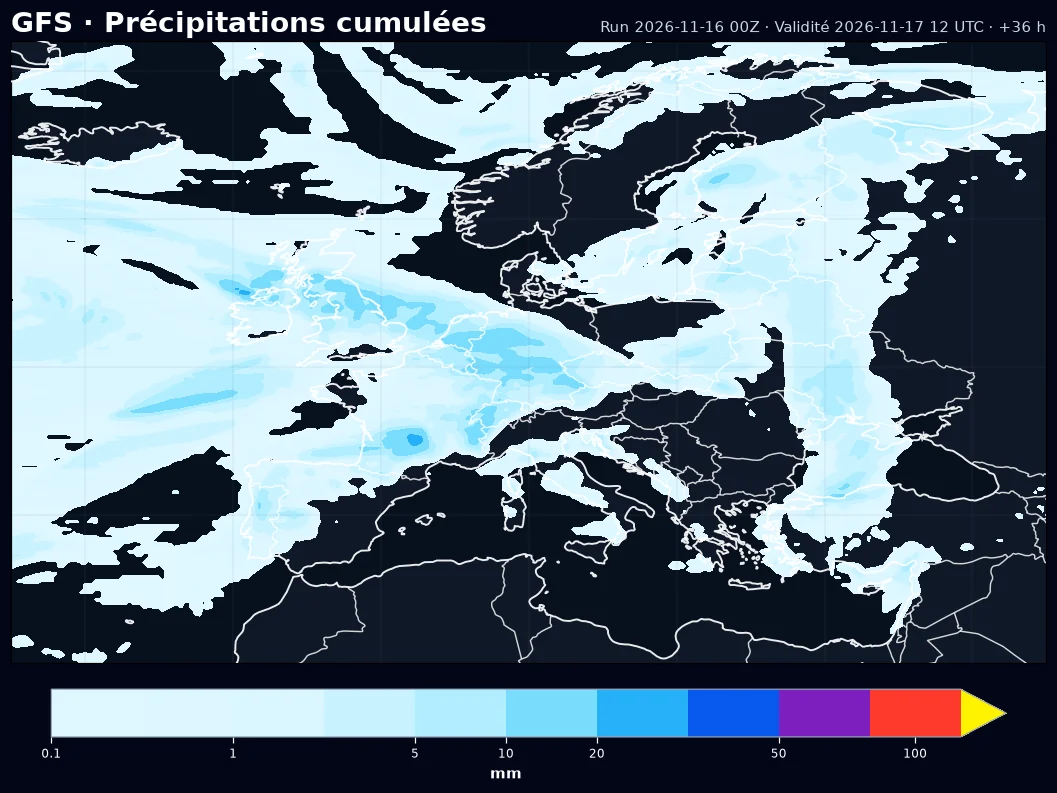 GFS · Précipitations cumulées
Run 2026-11-16 00Z · Validité 2026-11-17 12 UTC · +36 h
0.1 1 5 10 20 50 100
mm